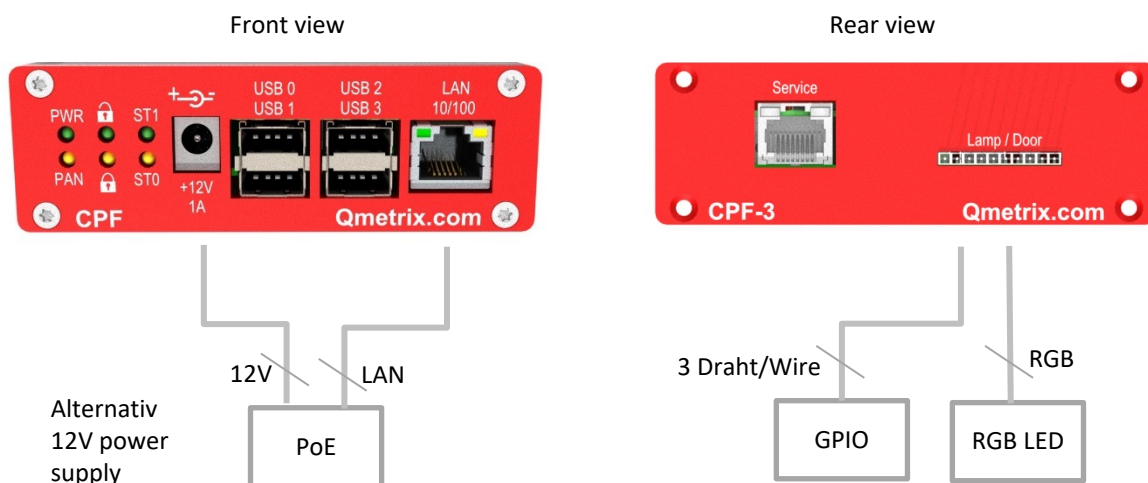 Front view
Rear view
USB 0
USB 1
USB 2
USB 3
LAN
10/100
PWR
ST1
PAN
ST0
+12V
1A
CPF
Qmetrix.com
Service
Lamp / Door
CPF-3
Qmetrix.com
12V
LAN
3 Draht/Wire
RGB
Alternativ
12V power
supply
PoE
GPIO
RGB LED